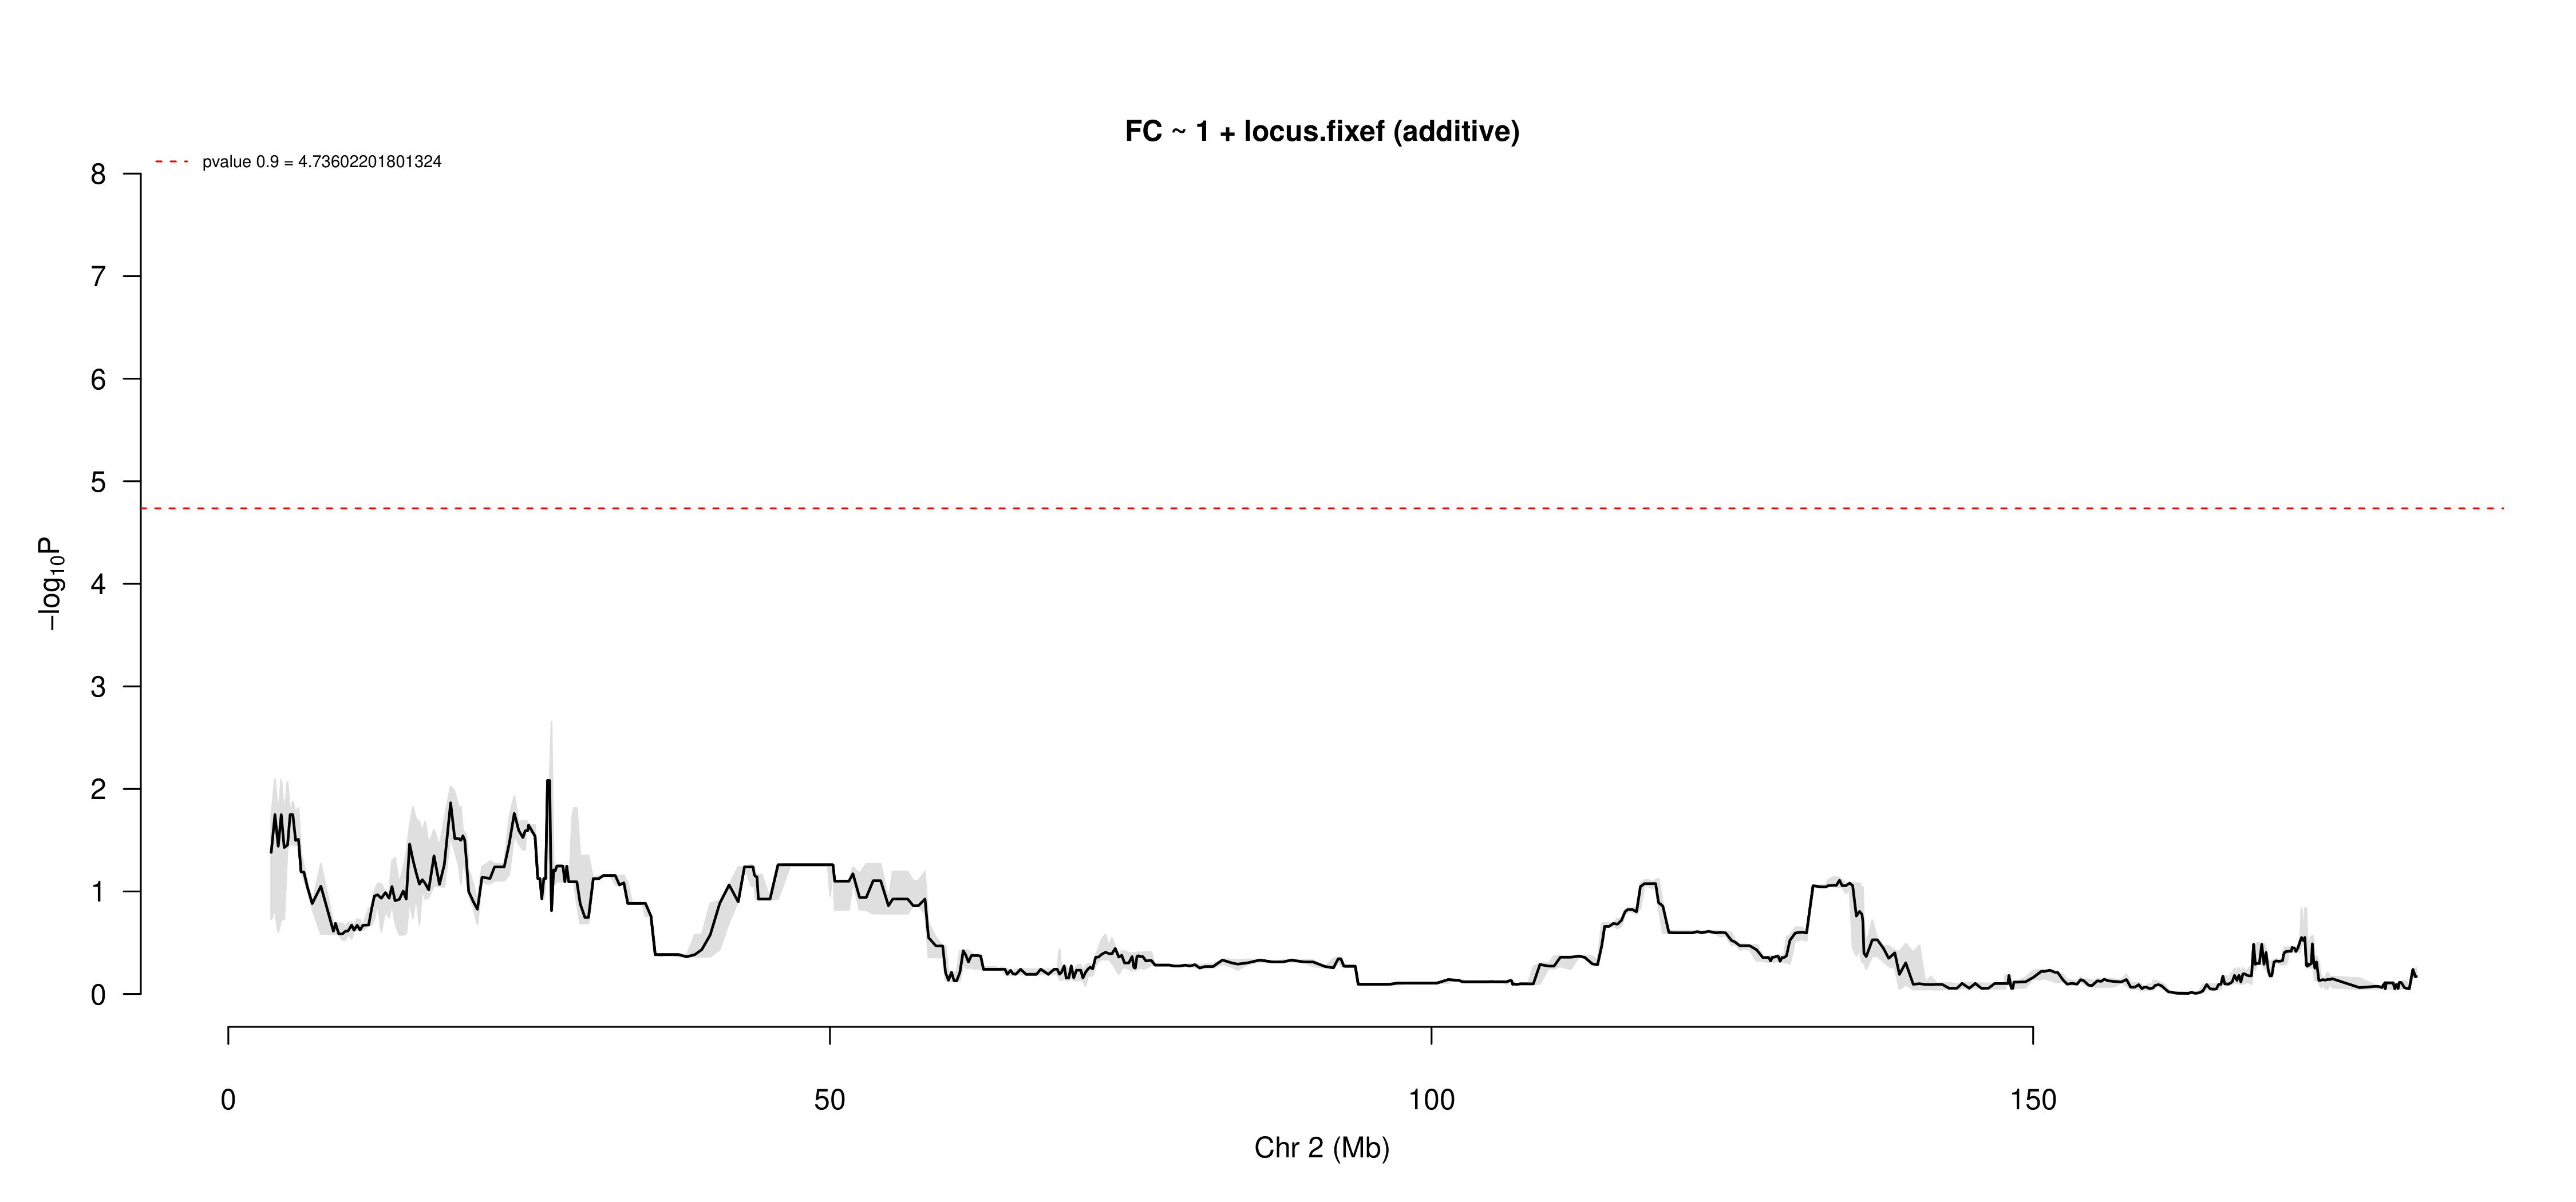 FC ~ 1 + locus.fixef (additive)
pvalue 0.9 = 4.73602201801324
8
7
6
5
4
3
2
1
0
−log10P
0 50 100 150
Chr 2 (Mb)